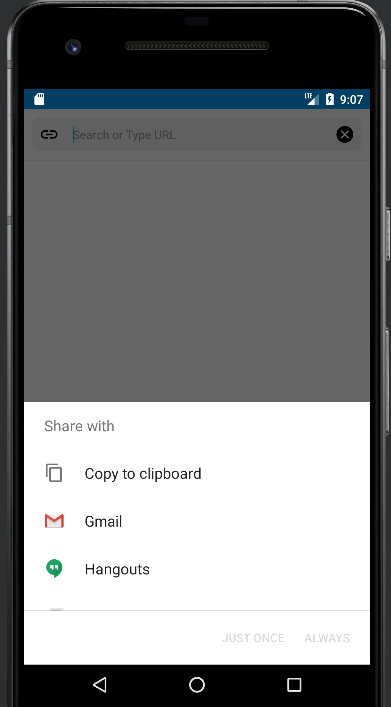 LTE 9:07
Search or Type URL
Share with
Copy to clipboard
Gmail
Hangouts
JUST ONCE ALWAYS